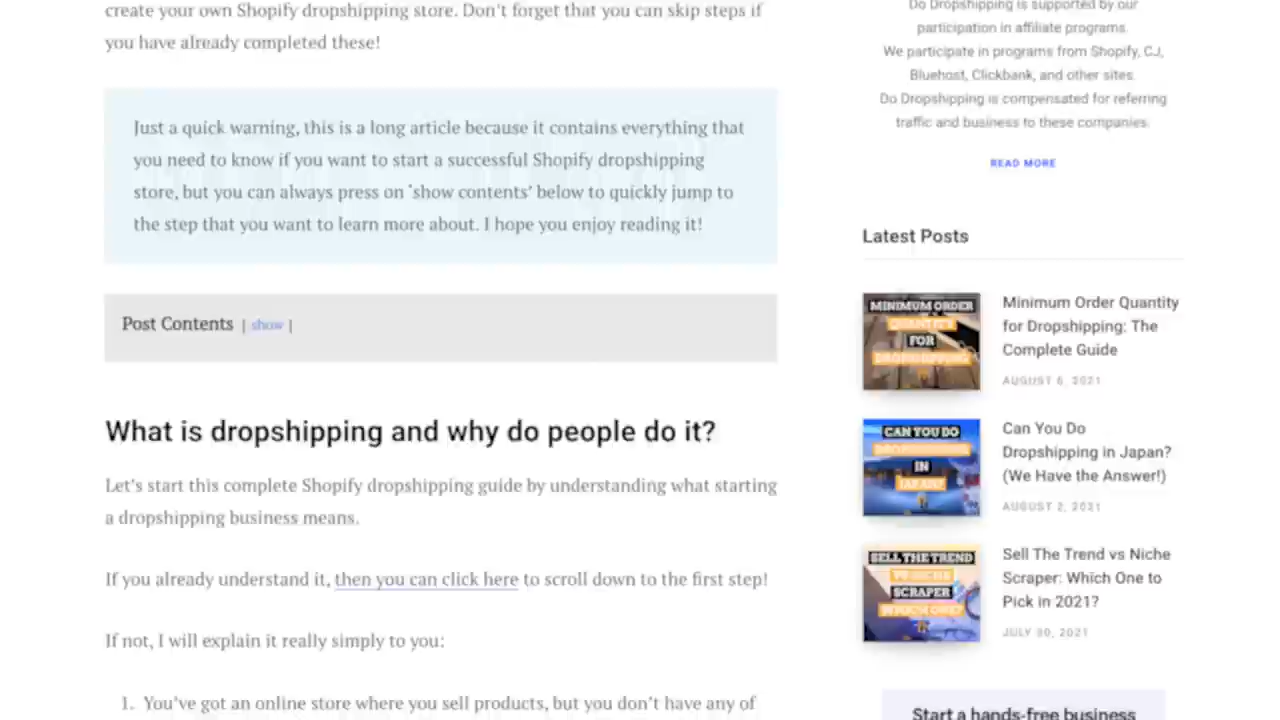 create your own Shopify dropshipping store. Don't forget that you can skip steps if
you have already completed these!
Just a quick warning, this is a long article because it contains everything that
you need to know if you want to start a successful Shopify dropshipping
store, but you can always press on 'show contents' below to quickly jump to
the step that you want to learn more about. I hope you enjoy reading it!
Post Contents | show |
What is dropshipping and why do people do it?
Let's start this complete Shopify dropshipping guide by understanding what starting
a dropshipping business means.
If you already understand it, then you can click here to scroll down to the first step!
If not, I will explain it really simply to you:
1. You've got an online store where you sell products, but you don't have any of
Do Dropshipping is supported by our
participation in affiliate programs.
We participate in programs from Shopify, CJ,
Bluehost, Clickbank, and other sites.
Do Dropshipping is compensated for referring
traffic and business to these companies.
READ MORE
Latest Posts
MINIMUM ORDER
QUANTITY
FOR
DROPSHIPPING
Minimum Order Quantity
for Dropshipping: The
Complete Guide
AUGUST 6, 2021
CAN YOU DO
DROPSHIPPING
IN
JAPAN?
Can You Do
Dropshipping in Japan?
(We Have the Answer!)
AUGUST 2, 2021
SELL THE TREND
VS NICHE
SCRAPER
WHICH ONE?
Sell The Trend vs Niche
Scraper: Which One to
Pick in 2021?
JULY 30, 2021
Start a hands-free business